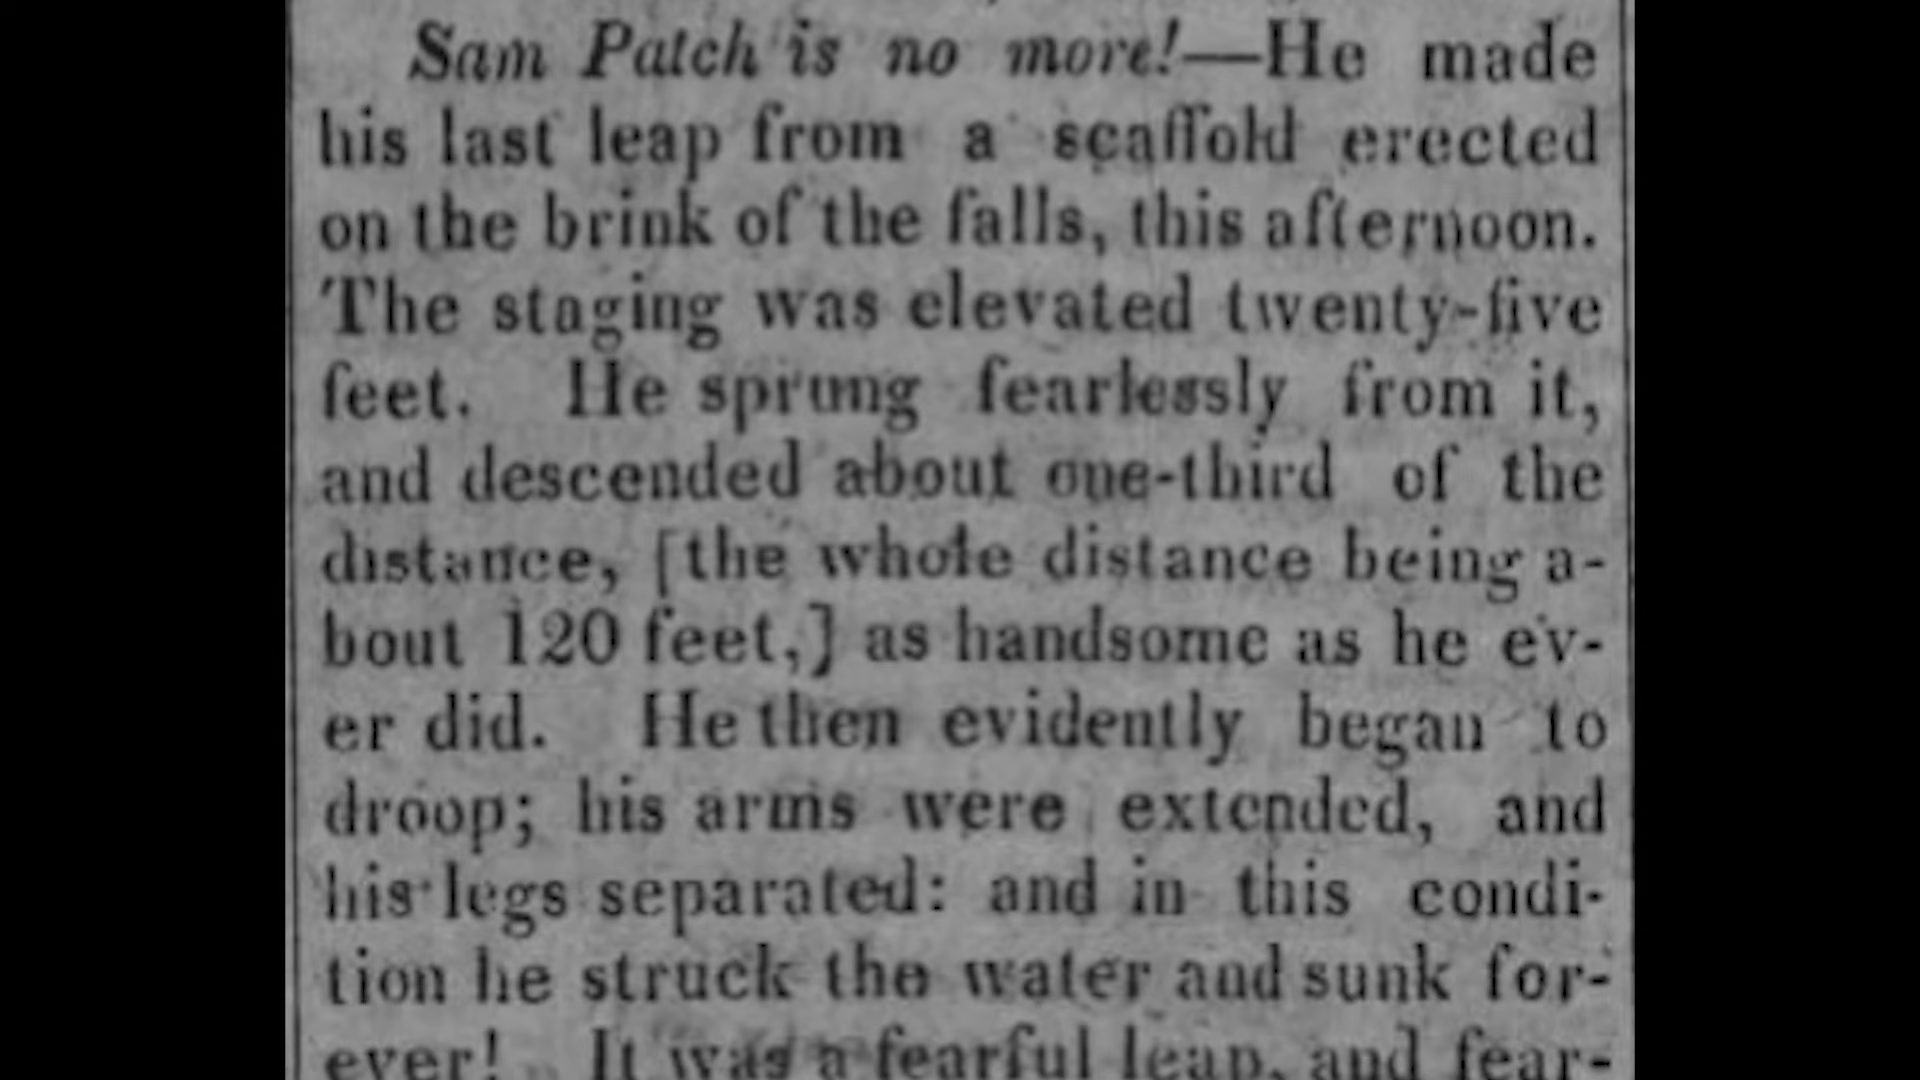 Sam Patch is no more!—He made
his last leap from a scaffold erected
on the brink of the falls, this afternoon.
The staging was elevated twenty-five
feet. He sprung fearlessly from it,
and descended about one-third of the
distance, [the whole distance being a-
bout 120 feet,] as handsome as he ev-
er did. He then evidently began to
droop; his arms were extended, and
his legs separated: and in this condi-
tion he struck the water and sunk for-
ever! It was a fearful leap, and fear-